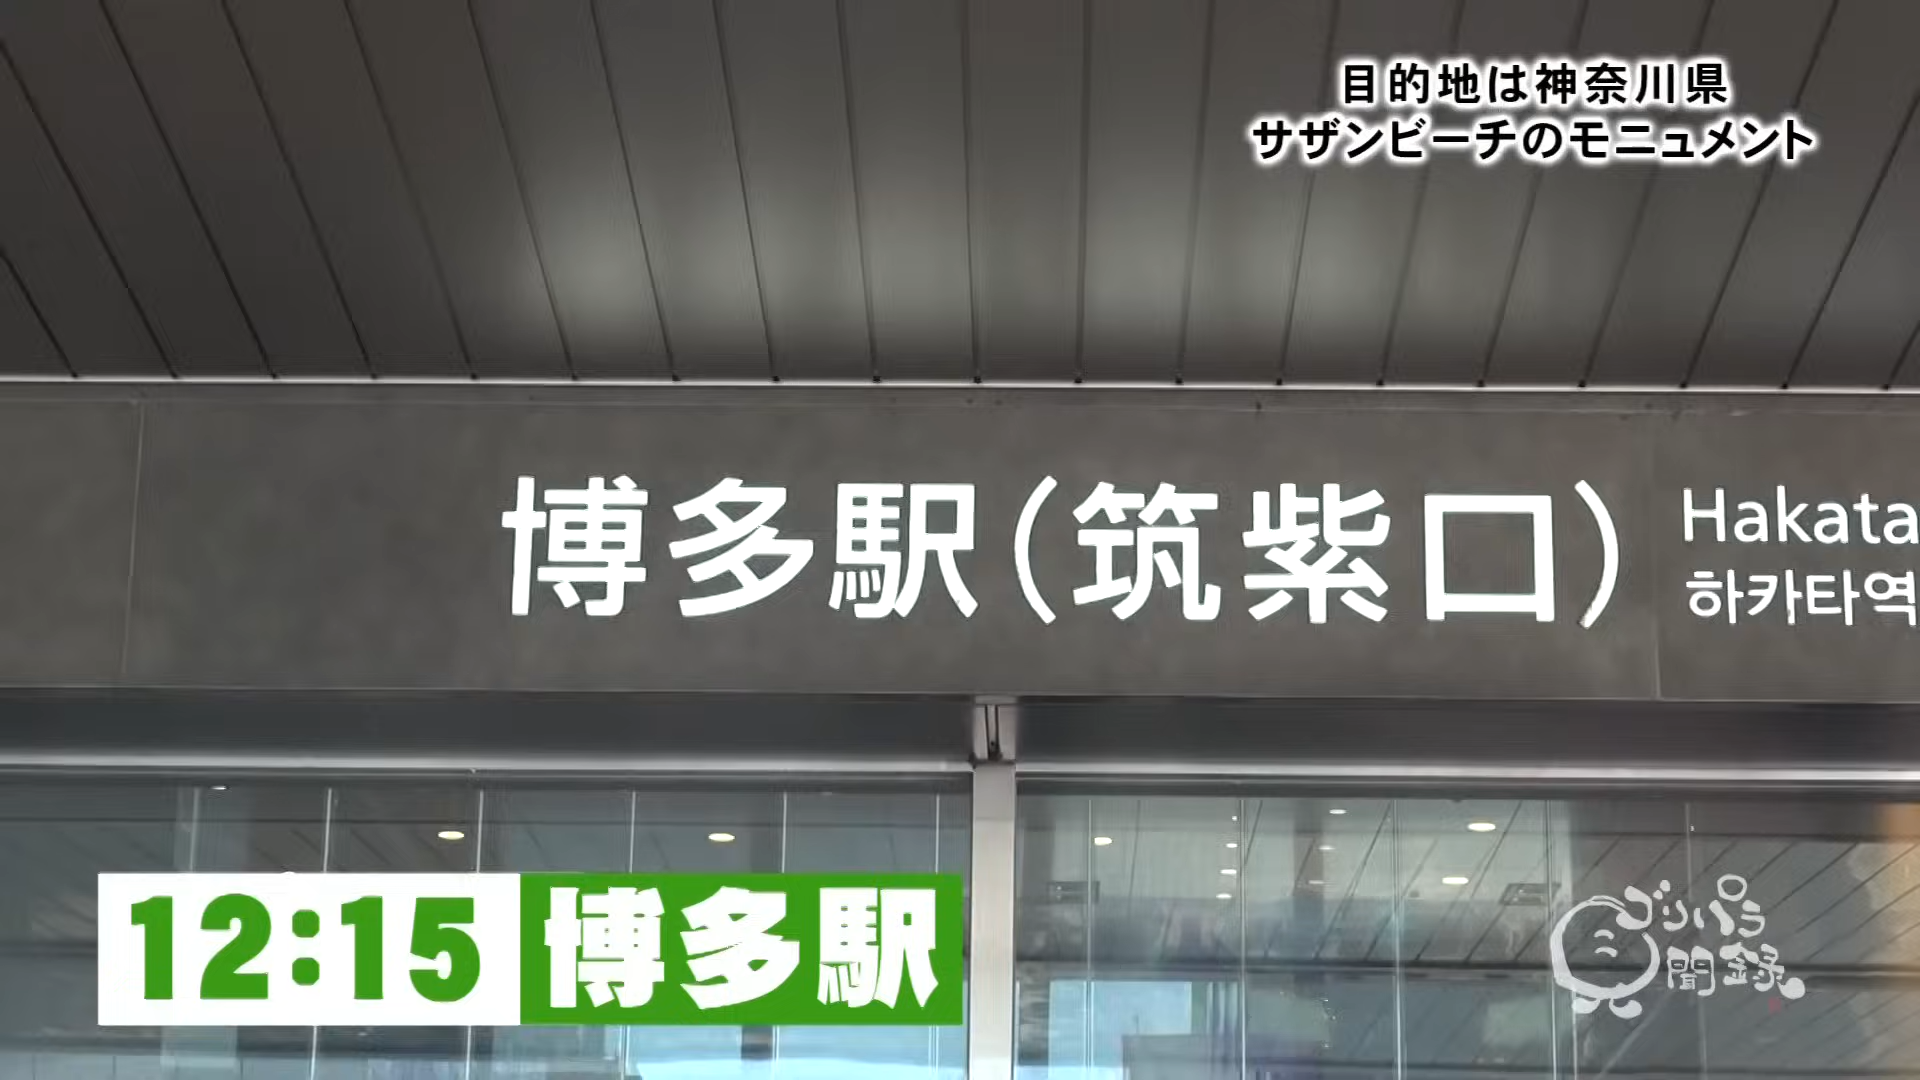 目的地は神奈川県
サザンビーチのモニュメント
博多駅(筑紫口)
Hakata
하카타역
12:15 博多駅
ゴリパラ
見聞録